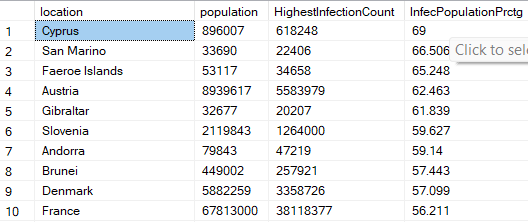 location population HighestInfectionCount InfecPopulationPrctg
1 Cyprus 896007 618248 69
2 San Marino 33690 22406 66.506
Click to sele
3 Faeroe Islands 53117 34658 65.248
4 Austria 8939617 5583979 62.463
5 Gibraltar 32677 20207 61.839
6 Slovenia 2119843 1264000 59.627
7 Andorra 79843 47219 59.14
8 Brunei 449002 257921 57.443
9 Denmark 5882259 3358726 57.099
10 France 67813000 38118377 56.211